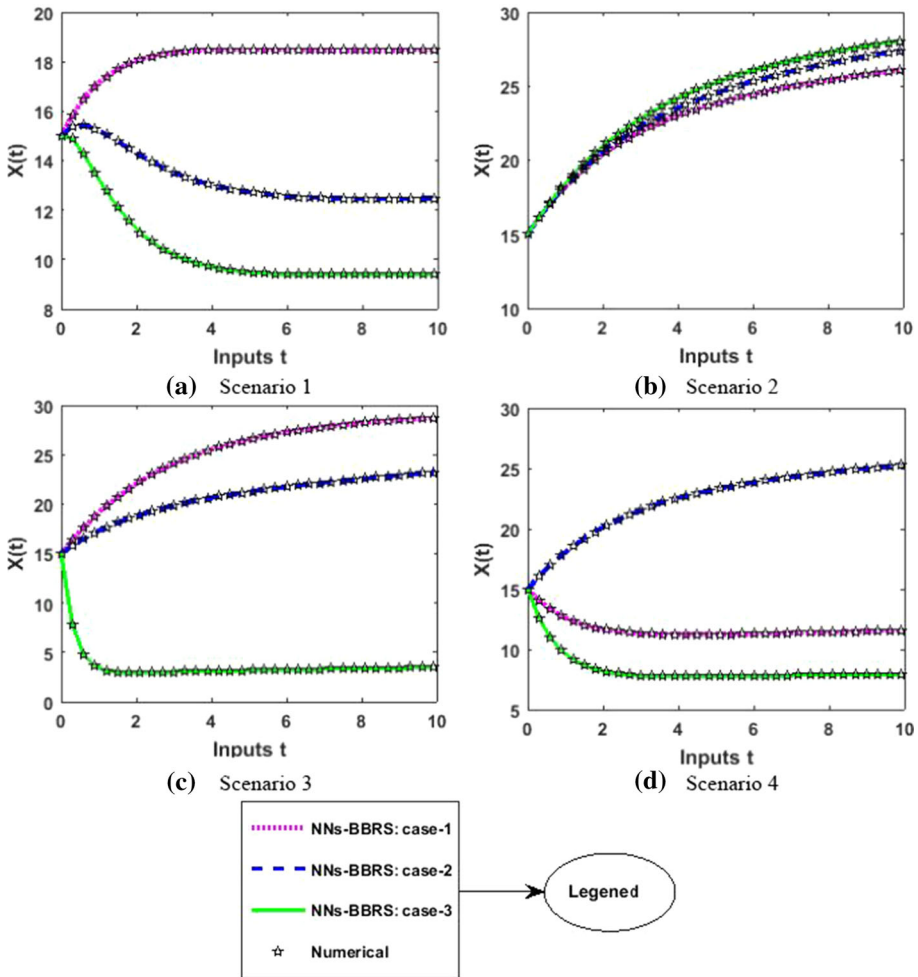 20
18
16
14
12
10
8
X(t)
0 2 4 6 8 10
Inputs t
(a) Scenario 1
30
25
20
15
10
X(t)
0 2 4 6 8 10
Inputs t
(b) Scenario 2
30
25
20
15
10
5
0
X(t)
0 2 4 6 8 10
Inputs t
(c) Scenario 3
30
25
20
15
10
5
X(t)
0 2 4 6 8 10
Inputs t
(d) Scenario 4
NNs-BBRS: case-1
NNs-BBRS: case-2
NNs-BBRS: case-3
Numerical
Legened